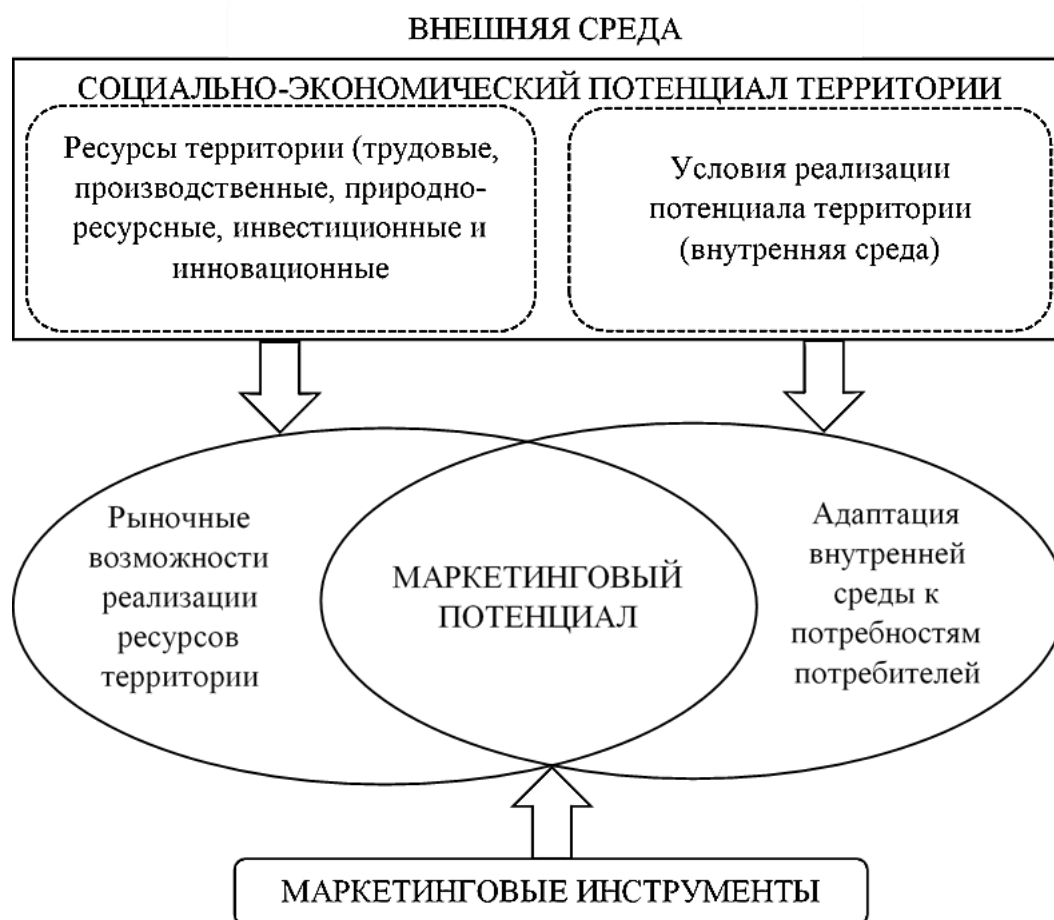 ВНЕШНЯЯ СРЕДА
СОЦИАЛЬНО-ЭКОНОМИЧЕСКИЙ ПОТЕНЦИАЛ ТЕРРИТОРИИ
Ресурсы территории (трудовые,
производственные, природно-
ресурсные, инвестиционные и
инновационные
Условия реализации
потенциала территории
(внутренняя среда)
Рыночные
возможности
реализации
ресурсов
территории
МАРКЕТИНГОВЫЙ
ПОТЕНЦИАЛ
Адаптация
внутренней
среды к
потребностям
потребителей
МАРКЕТИНГОВЫЕ ИНСТРУМЕНТЫ